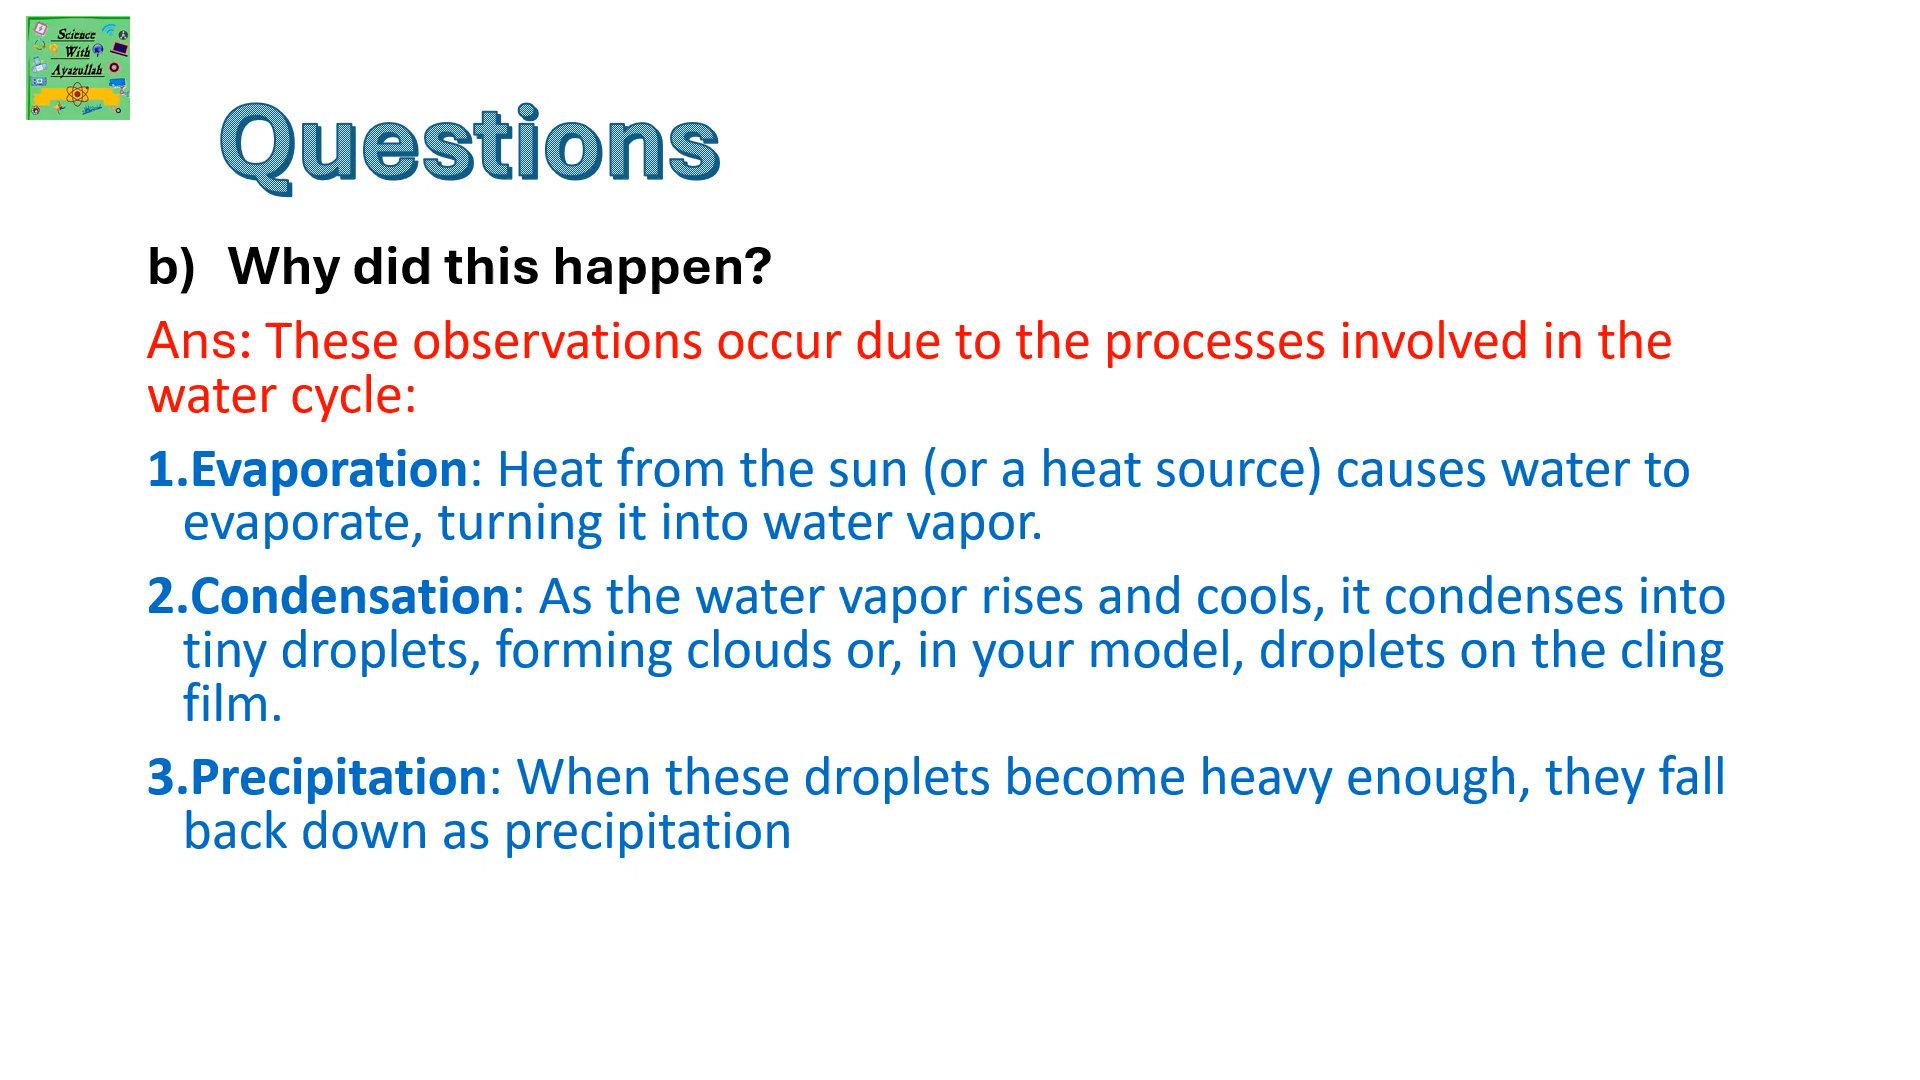 Science
With
Ayazullah
Questions
b) Why did this happen?
Ans: These observations occur due to the processes involved in the
water cycle:
1.Evaporation: Heat from the sun (or a heat source) causes water to
evaporate, turning it into water vapor.
2.Condensation: As the water vapor rises and cools, it condenses into
tiny droplets, forming clouds or, in your model, droplets on the cling
film.
3.Precipitation: When these droplets become heavy enough, they fall
back down as precipitation